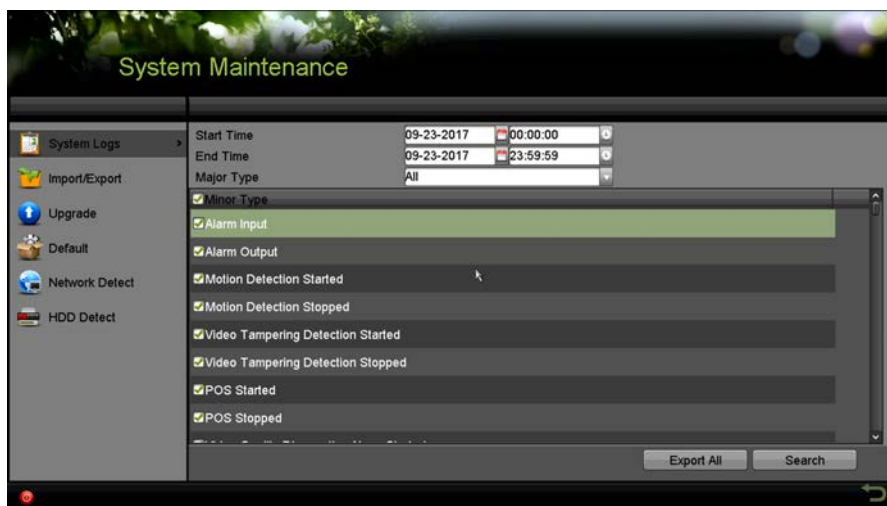 System Maintenance
System Logs
Import/Export
Upgrade
Default
Network Detect
HDD Detect
Start Time 09-23-2017 00:00:00
End Time 09-23-2017 23:59:59
Major Type All
Minor Type
Alarm Input
Alarm Output
Motion Detection Started
Motion Detection Stopped
Video Tampering Detection Started
Video Tampering Detection Stopped
POS Started
POS Stopped
Export All Search